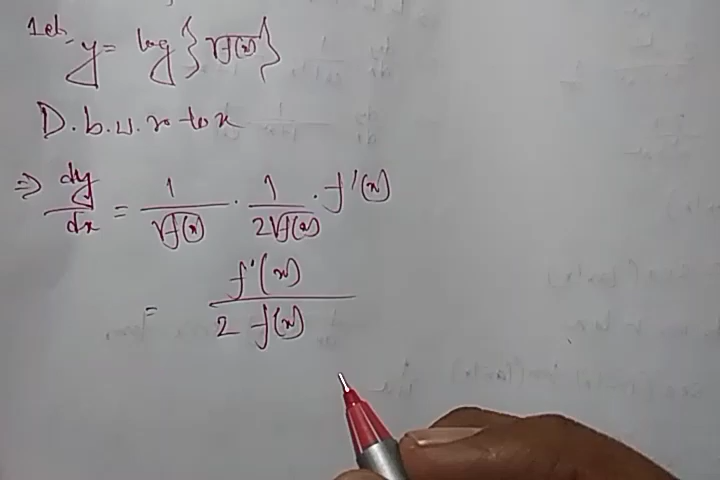 Let y = log {√f(x)}
D.b.w.r to x
⇒ dy/dx = 1/√f(x) · 1/2√f(x) · f'(x)
= f'(x)/2 f(x)